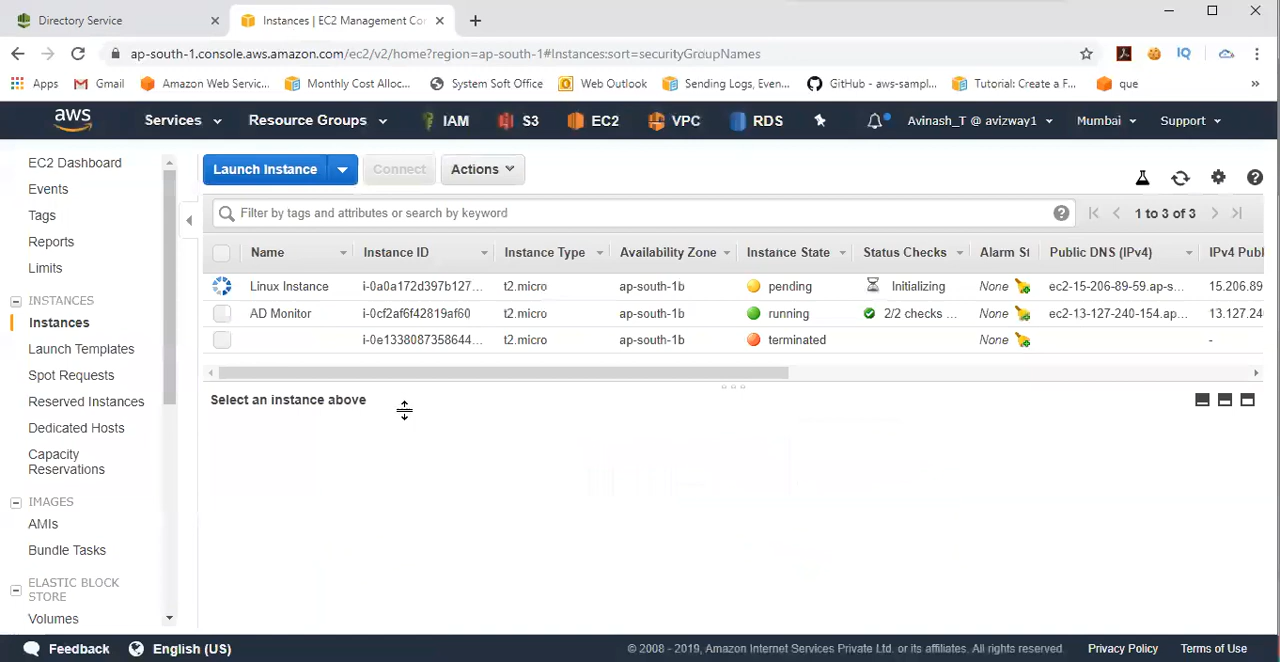 Directory Service
Instances | EC2 Management Co
ap-south-1.console.aws.amazon.com/ec2/v2/home?region=ap-south-1#Instances:sort=securityGroupNames
Apps Gmail Amazon Web Servic... Monthly Cost Alloc... System Soft Office Web Outlook Sending Logs, Even... GitHub - aws-sampl... Tutorial: Create a F... que »
aws Services Resource Groups IAM S3 EC2 VPC RDS Avinash_T @ avizway1 Mumbai Support
EC2 Dashboard
Events
Tags
Reports
Limits
INSTANCES
Instances
Launch Templates
Spot Requests
Reserved Instances
Dedicated Hosts
Capacity
Reservations
IMAGES
AMIs
Bundle Tasks
ELASTIC BLOCK
STORE
Volumes
Launch Instance Connect Actions
Filter by tags and attributes or search by keyword
1 to 3 of 3
Name Instance ID Instance Type Availability Zone Instance State Status Checks Alarm St Public DNS (IPv4) IPv4 Publ
Linux Instance i-0a0a172d397b127... t2.micro ap-south-1b pending Initializing None ec2-15-206-89-59.ap-s... 15.206.89
AD Monitor i-0cf2af6f42819af60 t2.micro ap-south-1b running 2/2 checks ... None ec2-13-127-240-154.ap... 13.127.24
i-0e1338087358644... t2.micro ap-south-1b terminated None -
Select an instance above
Feedback English (US) © 2008 - 2019, Amazon Internet Services Private Ltd. or its affiliates. All rights reserved. Privacy Policy Terms of Use